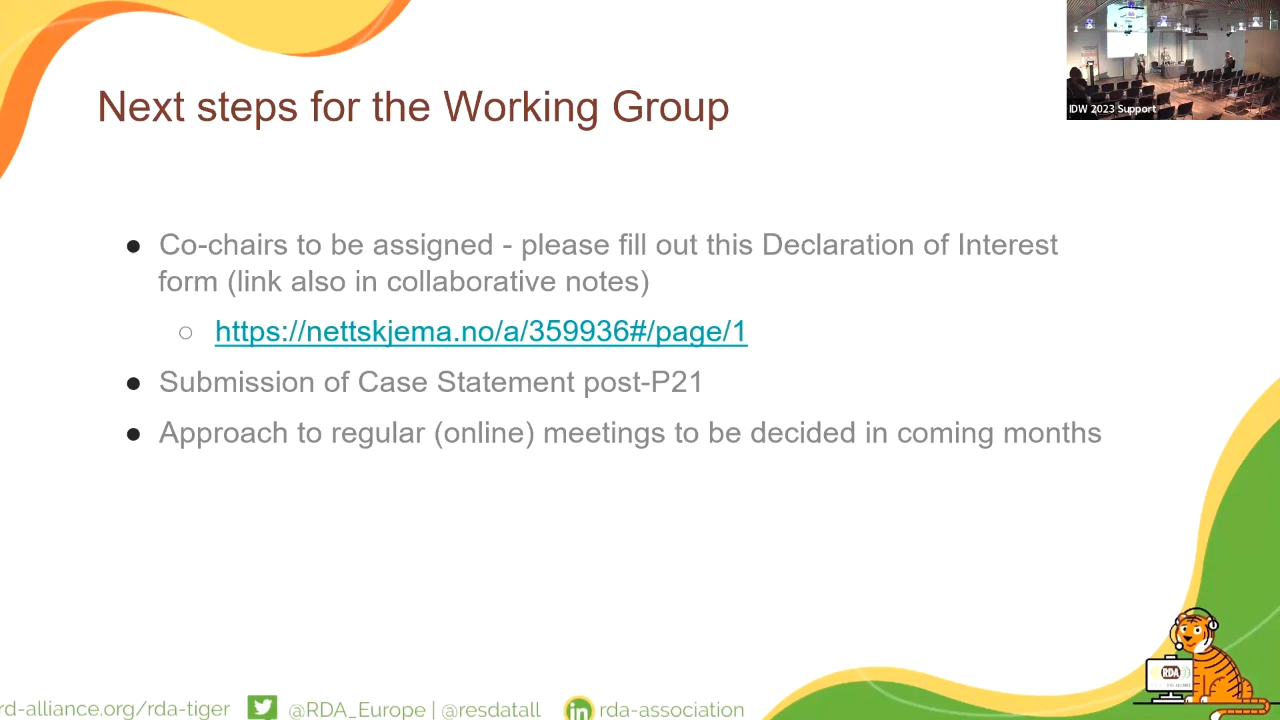 IDW 2023 Support
Next steps for the Working Group
● Co-chairs to be assigned - please fill out this Declaration of Interest
form (link also in collaborative notes)
○ https://nettskjema.no/a/359936#/page/1
● Submission of Case Statement post-P21
● Approach to regular (online) meetings to be decided in coming months
RDA
rd-alliance.org/rda-tiger
@RDA_Europe | @resdatall
in rda-association